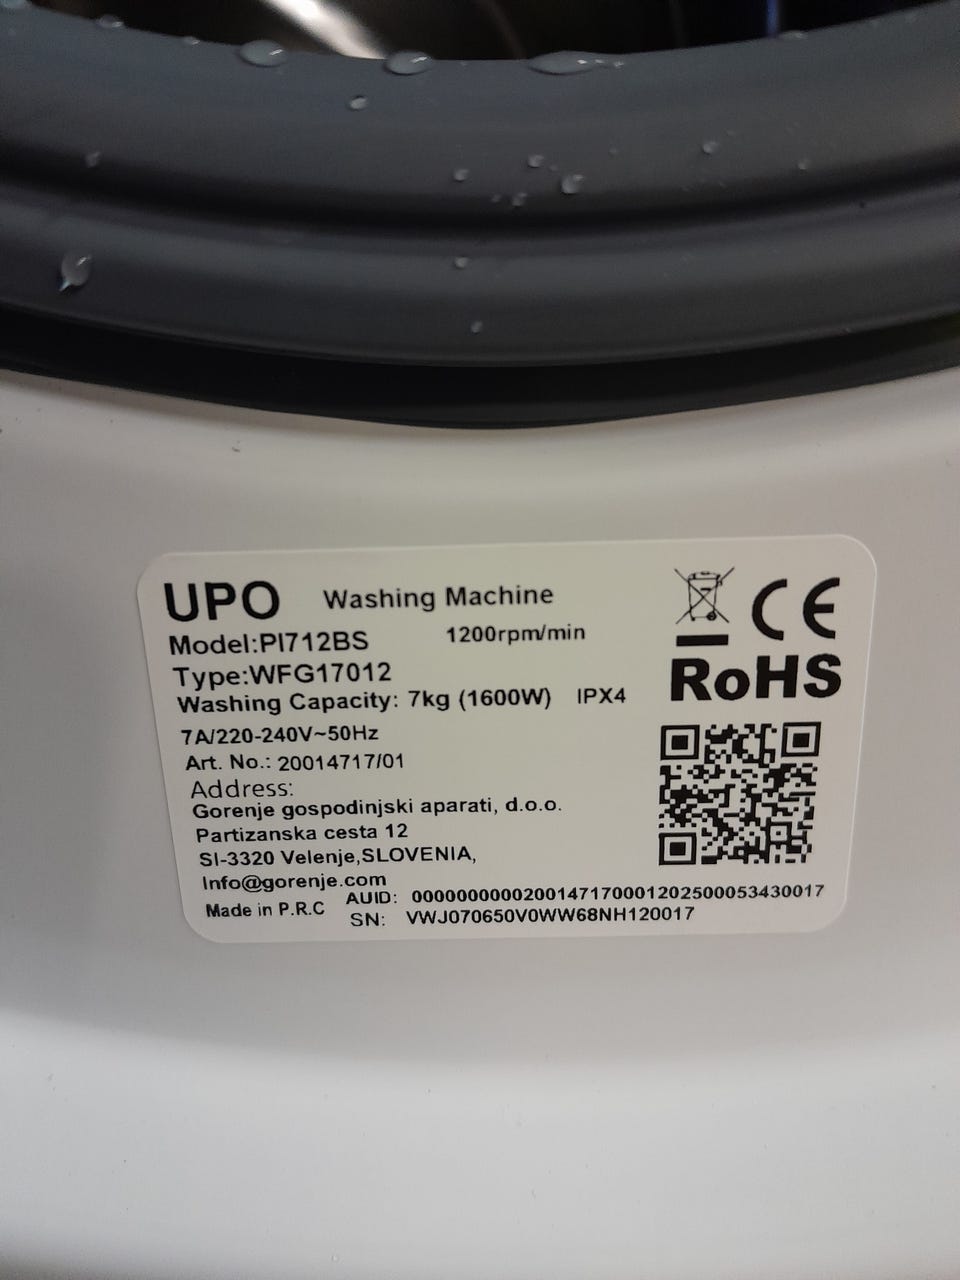 UPO Washing Machine
Model:PI712BS 1200rpm/min
Type:WFG17012
Washing Capacity: 7kg (1600W) IPX4
7A/220-240V~50Hz
Art. No.: 20014717/01
Address:
Gorenje gospodinjski aparati, d.o.o.
Partizanska cesta 12
SI-3320 Velenje,SLOVENIA,
Info@gorenje.com
Made in P.R.C
AUID: 0000000000200147170001202500053430017
SN: VWJ070650V0WW68NH120017
CE
RoHS